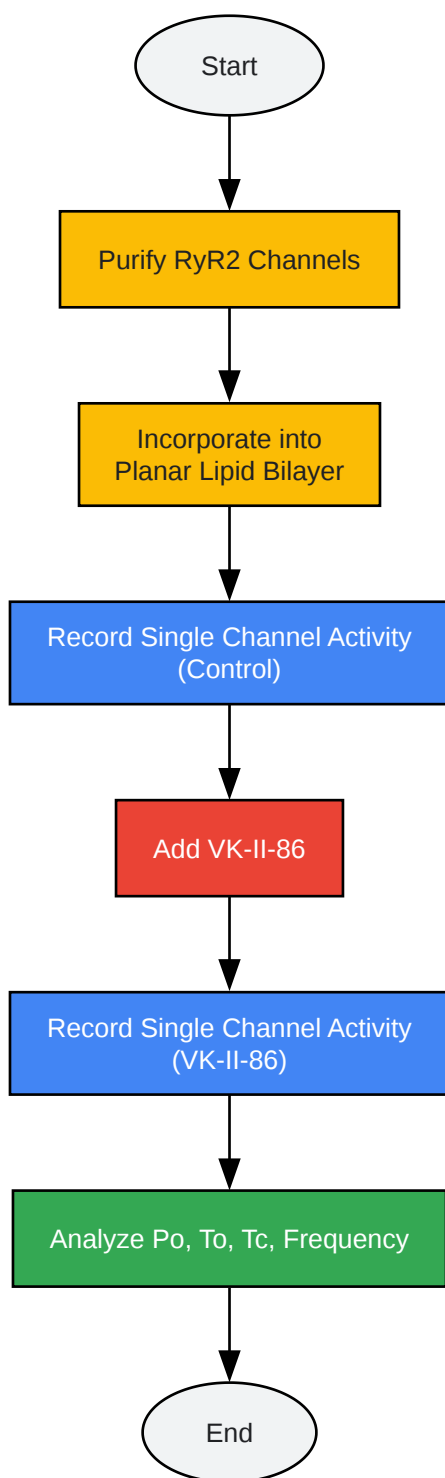 Start
Purify RyR2 Channels
Incorporate into
Planar Lipid Bilayer
Record Single Channel Activity
(Control)
Add VK-II-86
Record Single Channel Activity
(VK-II-86)
Analyze Po, To, Tc, Frequency
End